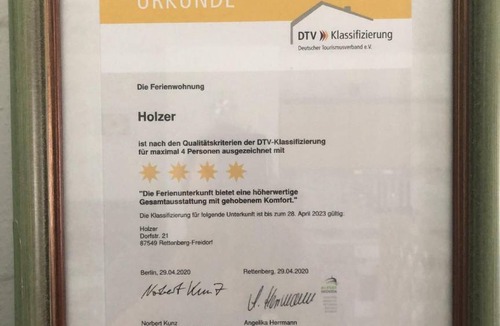 URKUNDE
DTV Klassifizierung
Deutscher Tourismusverband e.V.
Die Ferienwohnung
Holzer
ist nach den Qualitätskriterien der DTV-Klassifizierung
für maximal 4 Personen ausgezeichnet mit
"Die Ferienunterkunft bietet eine höherwertige
Gesamtausstattung mit gehobenem Komfort."
Die Klassifizierung für folgende Unterkunft ist bis zum 28. April 2023 gültig:
Holzer
Dorfstr. 21
87549 Rettenberg-Freidorf
Berlin, 29.04.2020
Rettenberg, 29.04.2020
Norbert Kunz
A. Herrmann
Norbert Kunz
Angelika Herrmann